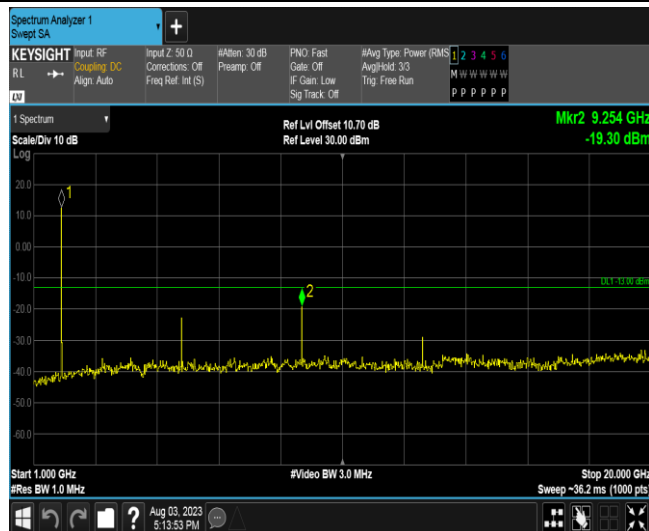 Spectrum Analyzer 1
Swept SA
+
KEYSIGHT Input: RF Input Z: 50 Ω #Atten: 30 dB PNO: Fast #Avg Type: Power (RMS 1 2 3 4 5 6
RL Coupling: DC Corrections: Off Preamp: Off Gate: Off Avg|Hold: 3/3 M W W W W W
Align: Auto Freq Ref: Int (S) IF Gain: Low Trig: Free Run
LXI Sig Track: Off P P P P P P
1 Spectrum Ref Lvl Offset 10.70 dB Mkr2 9.254 GHz
Scale/Div 10 dB Ref Level 30.00 dBm -19.30 dBm
Log
20.0
1
10.0
0.00
-10.0
DL1 -13.00 dBm
2
-20.0
-30.0
-40.0
-50.0
-60.0
Start 1.000 GHz #Video BW 3.0 MHz Stop 20.000 GHz
#Res BW 1.0 MHz Sweep ~36.2 ms (1000 pts)
? Aug 03, 2023
5:13:53 PM